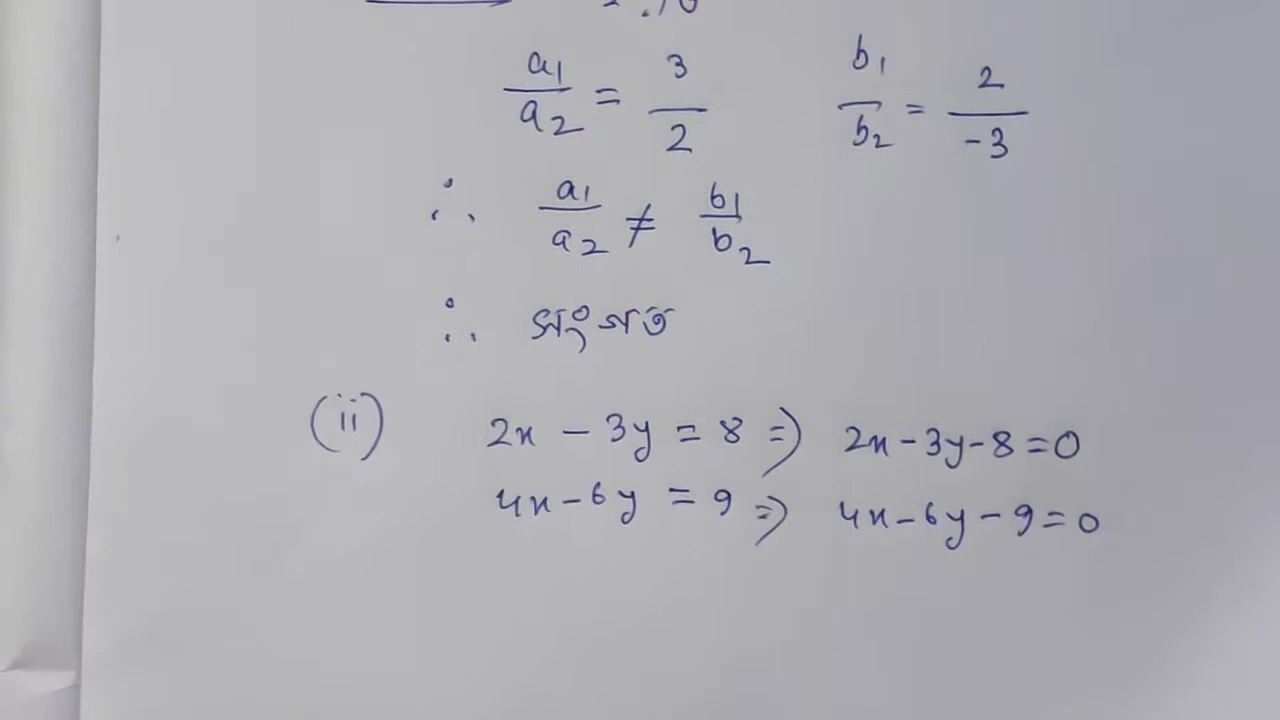 a₁/a₂ = 3/2 b₁/b₂ = 2/-3
∴ a₁/a₂ ≠ b₁/b₂
∴ সংগত
(ii) 2x - 3y = 8 => 2x - 3y - 8 = 0
4x - 6y = 9 => 4x - 6y - 9 = 0